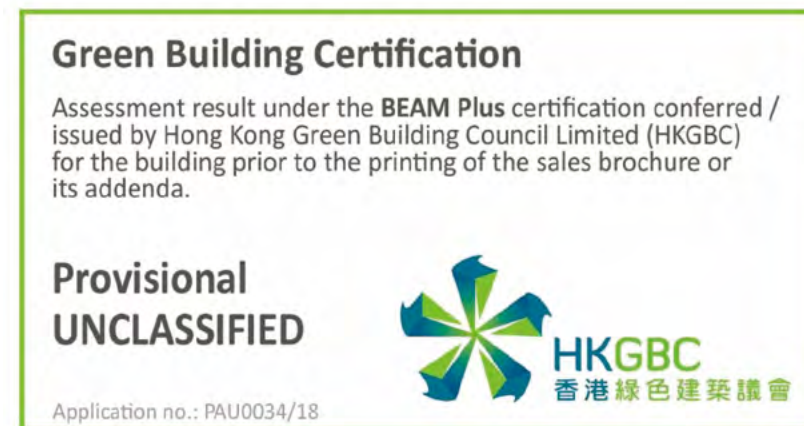 Green Building Certification
Assessment result under the BEAM Plus certification conferred /
issued by Hong Kong Green Building Council Limited (HKGBC)
for the building prior to the printing of the sales brochure or
its addenda.
Provisional
UNCLASSIFIED
HKGBC
香港綠色建築議會
Application no.: PAU0034/18